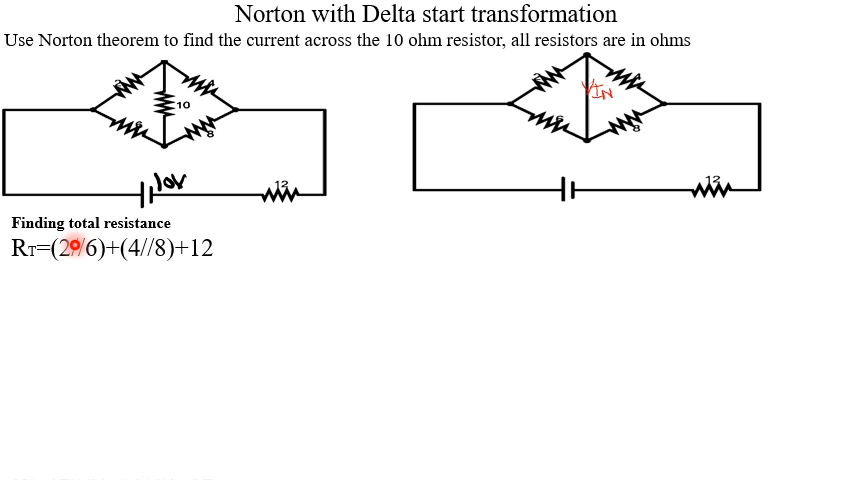 Norton with Delta start transformation
Use Norton theorem to find the current across the 10 ohm resistor, all resistors are in ohms
2
4
10
6
8
10V
12
2
4
IN
6
8
12
Finding total resistance
RT=(2//6)+(4//8)+12